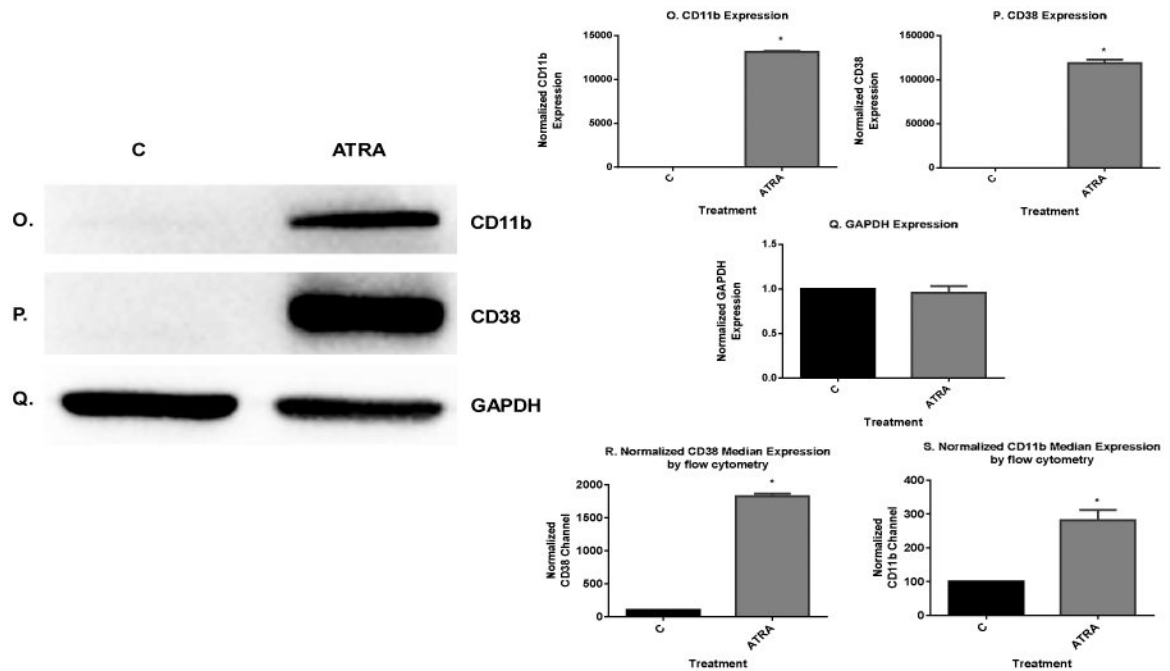 C ATRA
O. CD11b
P. CD38
Q. GAPDH
O. CD11b Expression
Normalized CD11b
Expression
15000
10000
5000
0
C
ATRA
Treatment
*
P. CD38 Expression
Normalized CD38
Expression
150000
100000
50000
0
C
ATRA
Treatment
*
Q. GAPDH Expression
Normalized GAPDH
Expression
1.5
1.0
0.5
0.0
C
ATRA
Treatment
R. Normalized CD38 Median Expression
by flow cytometry
Normalized
CD38 Channel
2000
1500
1000
500
0
C
ATRA
Treatment
*
S. Normalized CD11b Median Expression
by flow cytometry
Normalized
CD11b Channel
400
300
200
100
0
C
ATRA
Treatment
*